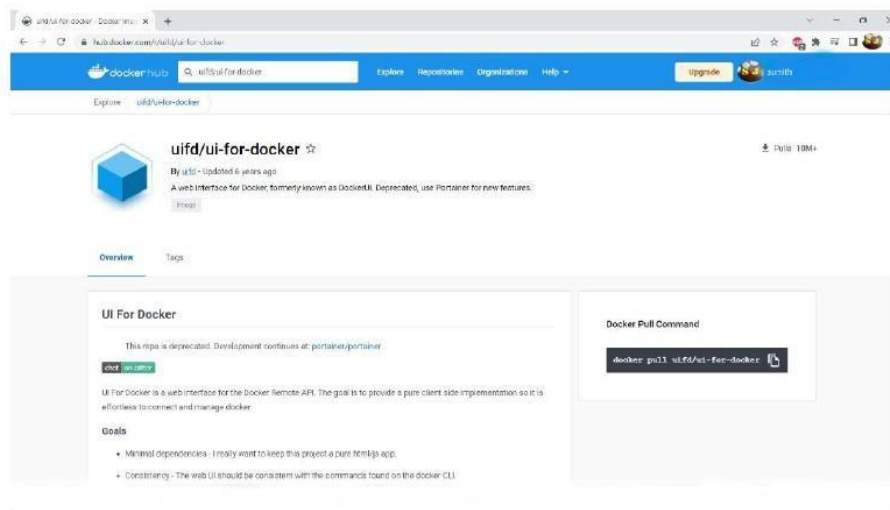 uifd/ui-for-docker - Docker Ima
hub.docker.com/r/uifd/ui-for-docker
docker hub
uifd/ui-for-docker
Explore Repositories Organizations Help
Upgrade
sumith
Explore uifd/ui-for-docker
uifd/ui-for-docker
Pulls 10M+
By uifd • Updated 6 years ago
A web interface for Docker, formerly known as DockerUI. Deprecated, use Portainer for new features.
Image
Overview Tags
UI For Docker
This repo is deprecated. Development continues at: portainer/portainer
chat on gitter
UI For Docker is a web interface for the Docker Remote API. The goal is to provide a pure client side implementation so it is
effortless to connect and manage docker.
Goals
• Minimal dependencies - I really want to keep this project a pure html/js app.
• Consistency - The web UI should be consistent with the commands found on the docker CLI.
Docker Pull Command
docker pull uifd/ui-for-docker